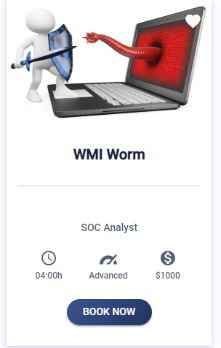 WMI Worm
SOC Analyst
04:00h Advanced $1000
BOOK NOW